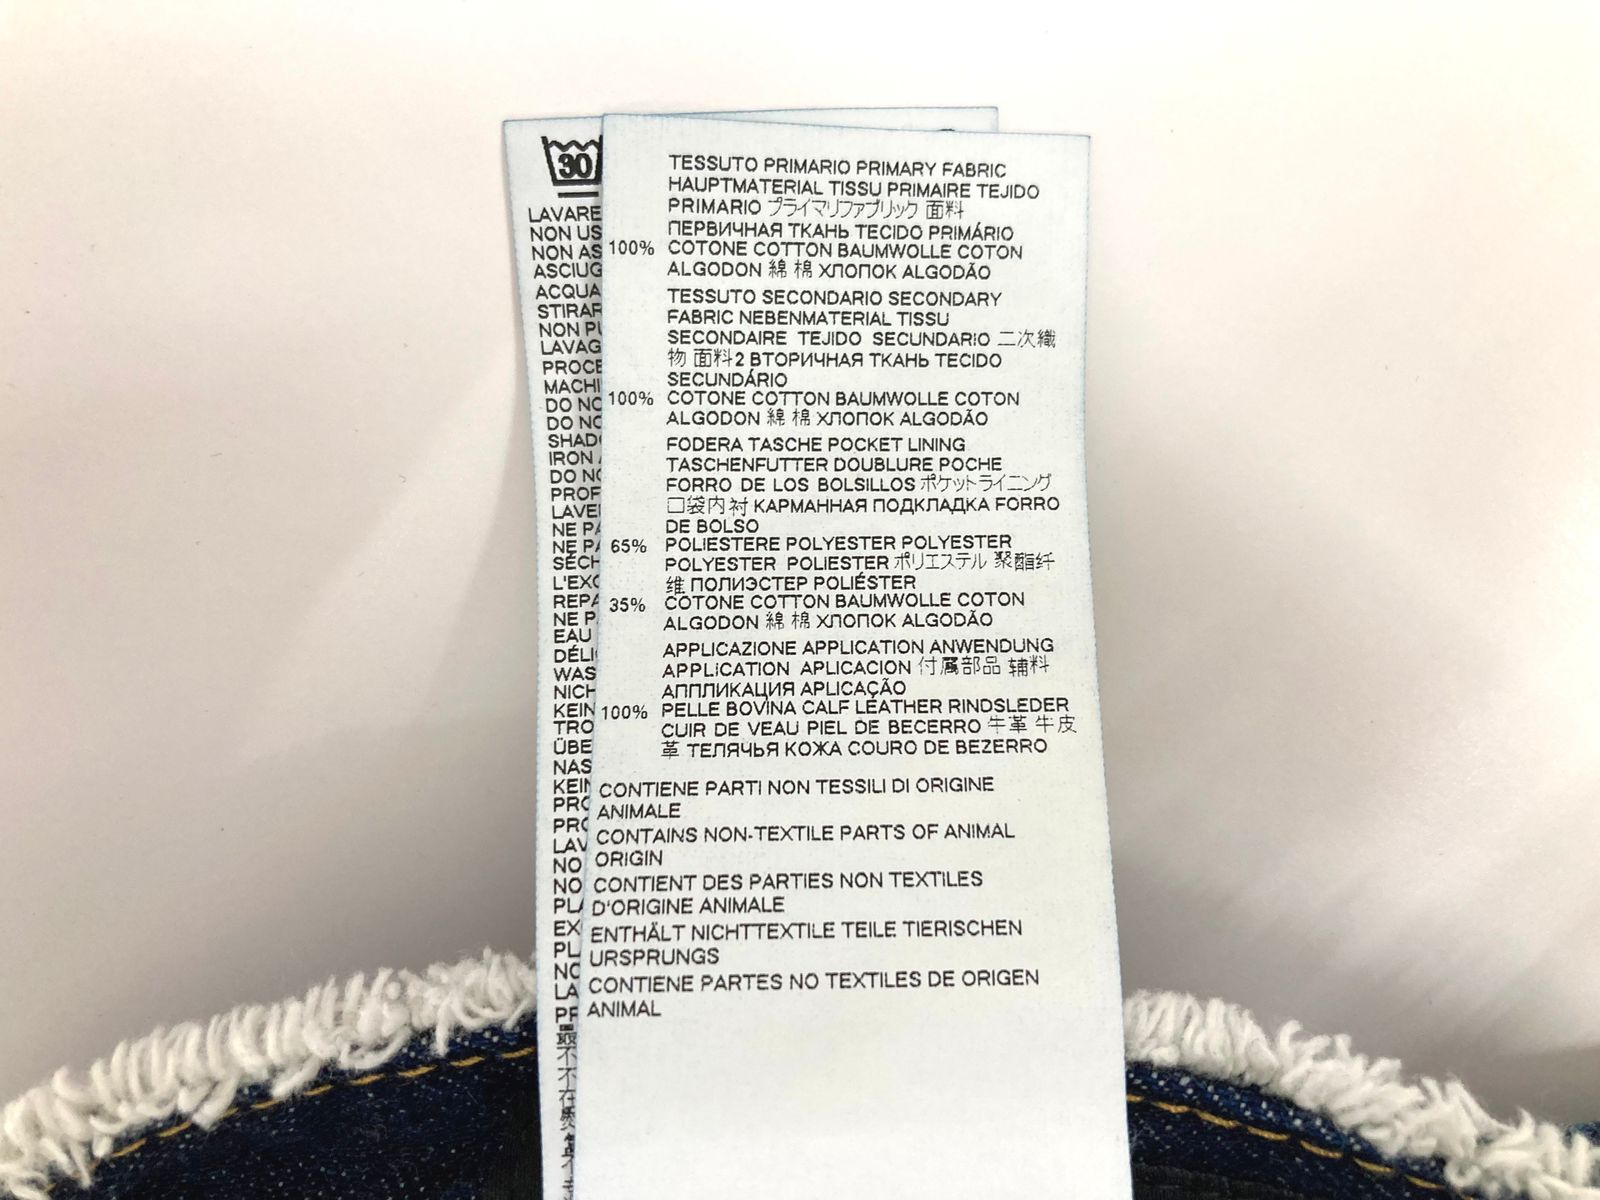 30
LAVARE
NON US
NON AS
ASCIUG
ACQUA
STIRAR
NON PU
LAVAG
PROCE
MACHI
DO NO
DO NO
SHAD
IRON
DO NO
PROF
LAVE
NE PA
NE PA
SÉCH
L'EXC
REPA
NE P
EAU
DÉLI
WAS
NICH
KEIN
TRO
ÜBE
NAS
KEIN
PRO
PRO
LAV
NO
NO
PLA
EX
PL
NO
LA
PR
最
不
不
在
熨
TESSUTO PRIMARIO PRIMARY FABRIC
HAUPTMATERIAL TISSU PRIMAIRE TEJIDO
PRIMARIO プライマリファブリック 面料
ПЕРВИЧНАЯ ТКАНЬ TECIDO PRIMÁRIO
100% COTONE COTTON BAUMWOLLE COTON
ALGODON 綿 棉 ХЛОПОК ALGODÃO
TESSUTO SECONDARIO SECONDARY
FABRIC NEBENMATERIAL TISSU
SECONDAIRE TEJIDO SECUNDARIO 二次織
物 面料2 ВТОРИЧНАЯ ТКАНЬ TECIDO
SECUNDÁRIO
100% COTONE COTTON BAUMWOLLE COTON
ALGODON 綿 棉 ХЛОПОК ALGODÃO
FODERA TASCHE POCKET LINING
TASCHENFUTTER DOUBLURE POCHE
FORRO DE LOS BOLSILLOS ポケットライニング
口袋内衬 КАРМАННАЯ ПОДКЛАДКА FORRO
DE BOLSO
65% POLIESTERE POLYESTER POLYESTER
POLYESTER POLIESTER ポリエステル 聚酯纤
维 ПОЛИЭСТЕР POLIÉSTER
35% COTONE COTTON BAUMWOLLE COTON
ALGODON 綿 棉 ХЛОПОК ALGODÃO
APPLICAZIONE APPLICATION ANWENDUNG
APPLICATION APLICACION 付属部品 辅料
АППЛИКАЦИЯ APLICAÇÃO
100% PELLE BOVINA CALF LEATHER RINDSLEDER
CUIR DE VEAU PIEL DE BECERRO 牛革 牛皮
革 ТЕЛЯЧЬЯ КОЖА COURO DE BEZERRO
CONTIENE PARTI NON TESSILI DI ORIGINE
ANIMALE
CONTAINS NON-TEXTILE PARTS OF ANIMAL
ORIGIN
CONTIENT DES PARTIES NON TEXTILES
D'ORIGINE ANIMALE
ENTHÄLT NICHTTEXTILE TEILE TIERISCHEN
URSPRUNGS
CONTIENE PARTES NO TEXTILES DE ORIGEN
ANIMAL